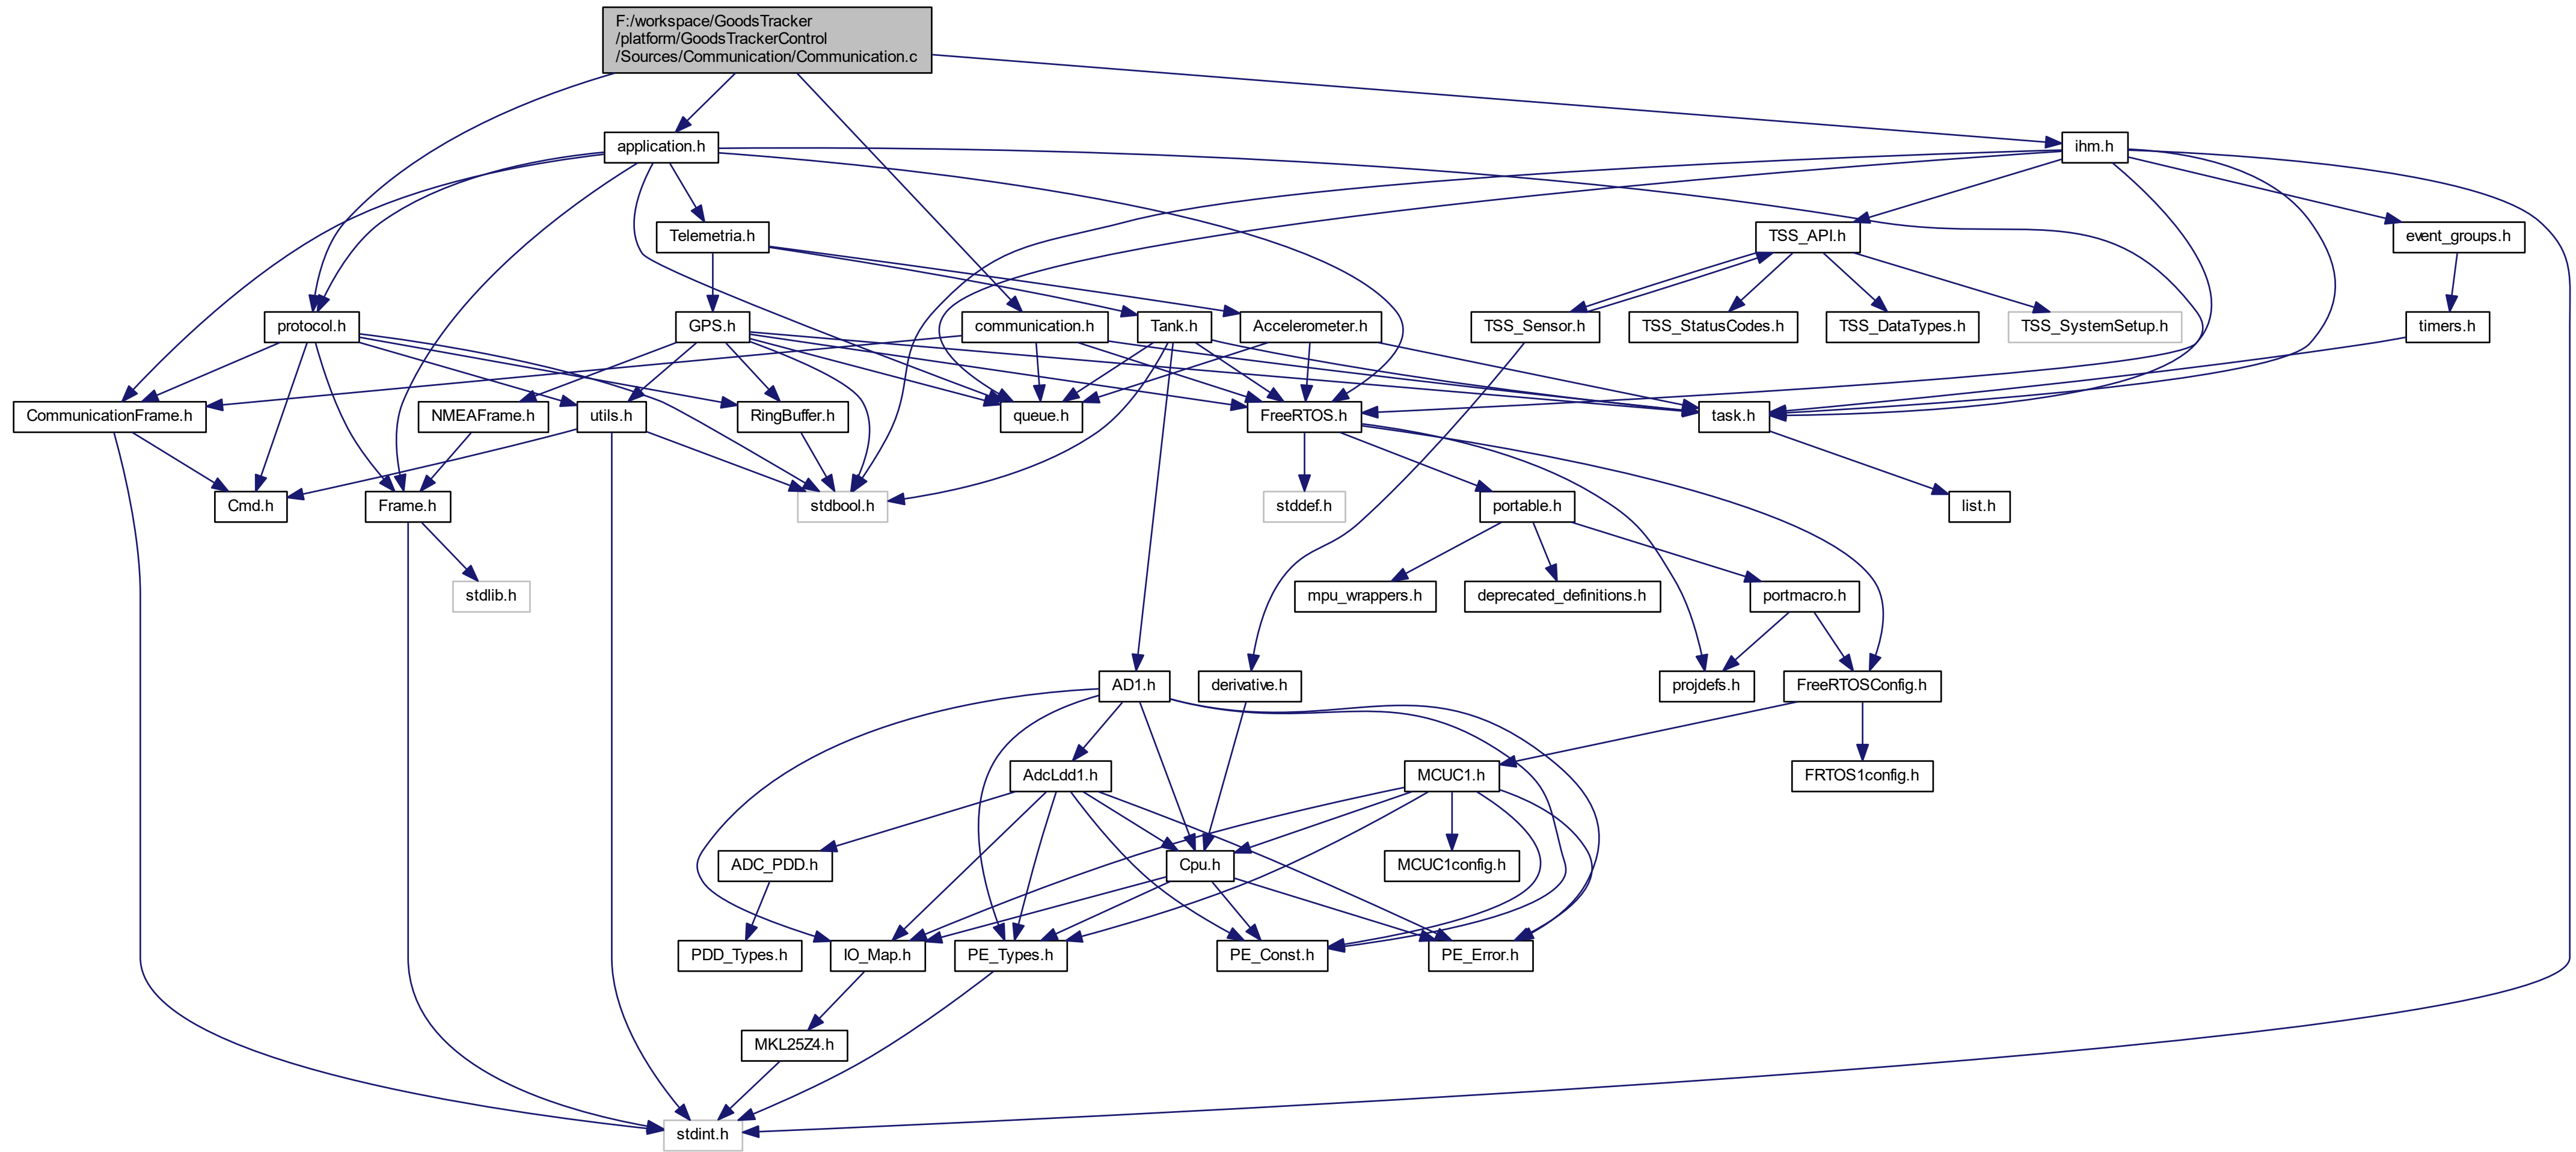 F:/workspace/GoodsTracker
/platform/GoodsTrackerControl
/Sources/Communication/Communication.c
application.h
ihm.h
Telemetria.h
TSS_API.h
event_groups.h
protocol.h
GPS.h
communication.h
Tank.h
Accelerometer.h
TSS_Sensor.h
TSS_StatusCodes.h
TSS_DataTypes.h
TSS_SystemSetup.h
timers.h
CommunicationFrame.h
NMEAFrame.h
utils.h
RingBuffer.h
queue.h
FreeRTOS.h
task.h
Cmd.h
Frame.h
stdbool.h
stddef.h
portable.h
list.h
stdlib.h
mpu_wrappers.h
deprecated_definitions.h
portmacro.h
AD1.h
derivative.h
projdefs.h
FreeRTOSConfig.h
AdcLdd1.h
MCUC1.h
FRTOS1config.h
ADC_PDD.h
Cpu.h
MCUC1config.h
PDD_Types.h
IO_Map.h
PE_Types.h
PE_Const.h
PE_Error.h
MKL25Z4.h
stdint.h